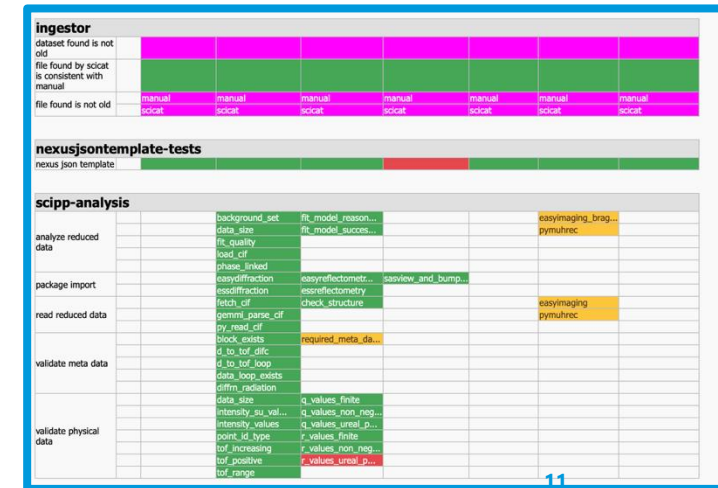 ingestor
dataset found is not
old
file found by scicat
is consistent with
manual
file found is not old
manual manual manual manual manual manual manual
scicat scicat scicat scicat scicat scicat scicat
nexusjsontemplate-tests
nexus json template
scipp-analysis
analyze reduced
data
background_set fit_model_reason... easyimaging_brag...
data_size fit_model_succes... pymuhrec
fit_quality
load_cif
phase_linked
package import
easydiffraction easyreflectometr... sasview_and_bump...
essdiffraction essreflectometry
read reduced data
fetch_cif check_structure easyimaging
gemmi_parse_cif pymuhrec
py_read_cif
validate meta data
block_exists required_meta_da...
d_to_tof_difc
d_to_tof_loop
data_loop_exists
diffrn_radiation
validate physical
data
data_size q_values_finite
intensity_su_val... q_values_non_neg...
intensity_values q_values_ureal_p...
point_id_type r_values_finite
tof_increasing r_values_non_neg...
tof_positive r_values_ureal_p...
tof_range
11